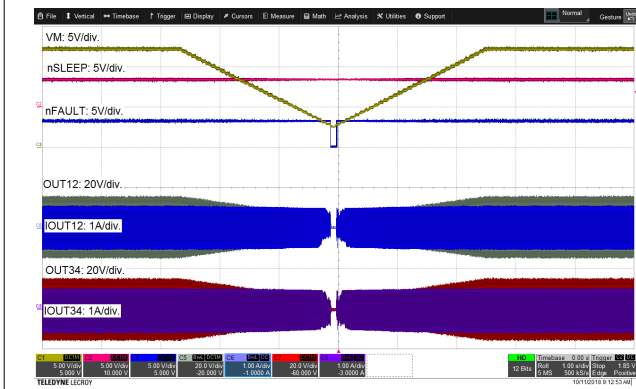 File Vertical Timebase Trigger Display Cursors Measure Math Analysis Utilities Support Normal Gesture Undo
VM: 5V/div.
nSLEEP: 5V/div.
nFAULT: 5V/div.
OUT12: 20V/div.
IOUT12: 1A/div.
OUT34: 20V/div.
IOUT34: 1A/div.
HD Timebase 0.00 s Trigger
5.00 V/div 5.00 V/div 5.00 V/div 20.0 V/div 1.00 A/div 20.0 V/div 1.00 A/div 12 Bits Roll 1.00 s/div Stop 1.85 V
5.000 V 10.000 V 5.000 V -20.000 V -1.0000 A -60.000 V -3.0000 A 5 MS 500 kS/s Edge Positive
TELEDYNE LECROY 10/11/2018 9:12:53 AM